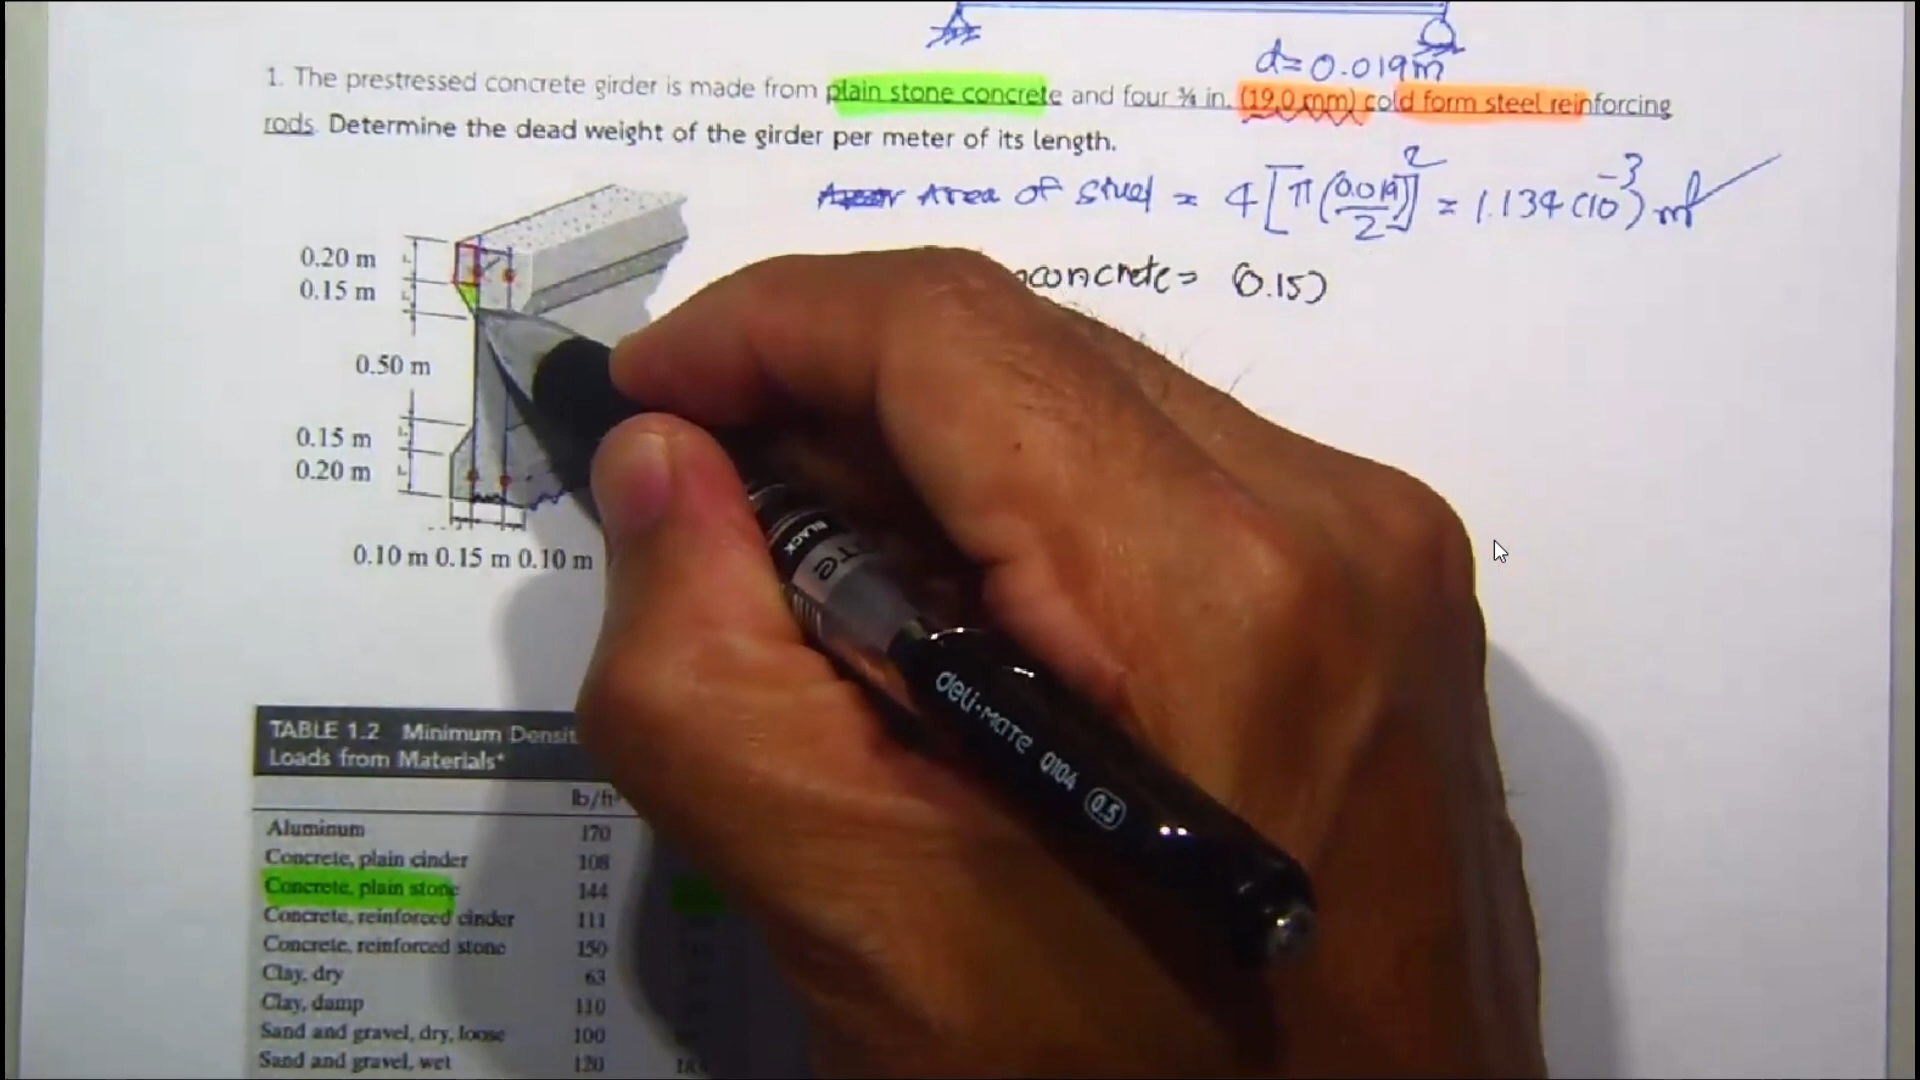 d = 0.019m
1. The prestressed concrete girder is made from plain stone concrete and four ¾ in. (19.0 mm) cold form steel reinforcing
rods. Determine the dead weight of the girder per meter of its length.
Area of Steel = 4 [π(0.019/2)]² = 1.134 (10⁻³) m²
concrete = (0.15)
0.20 m
0.15 m
0.50 m
0.15 m
0.20 m
0.10 m 0.15 m 0.10 m
TABLE 1.2 Minimum Densit
Loads from Materials*
lb/ft³
Aluminum 170
Concrete, plain cinder 108
Concrete, plain stone 144
Concrete, reinforced cinder 111
Concrete, reinforced stone 150
Clay, dry 63
Clay, damp 110
Sand and gravel, dry, loose 100
Sand and gravel, wet 120
BLACK
deli·MATE 0104 0.5